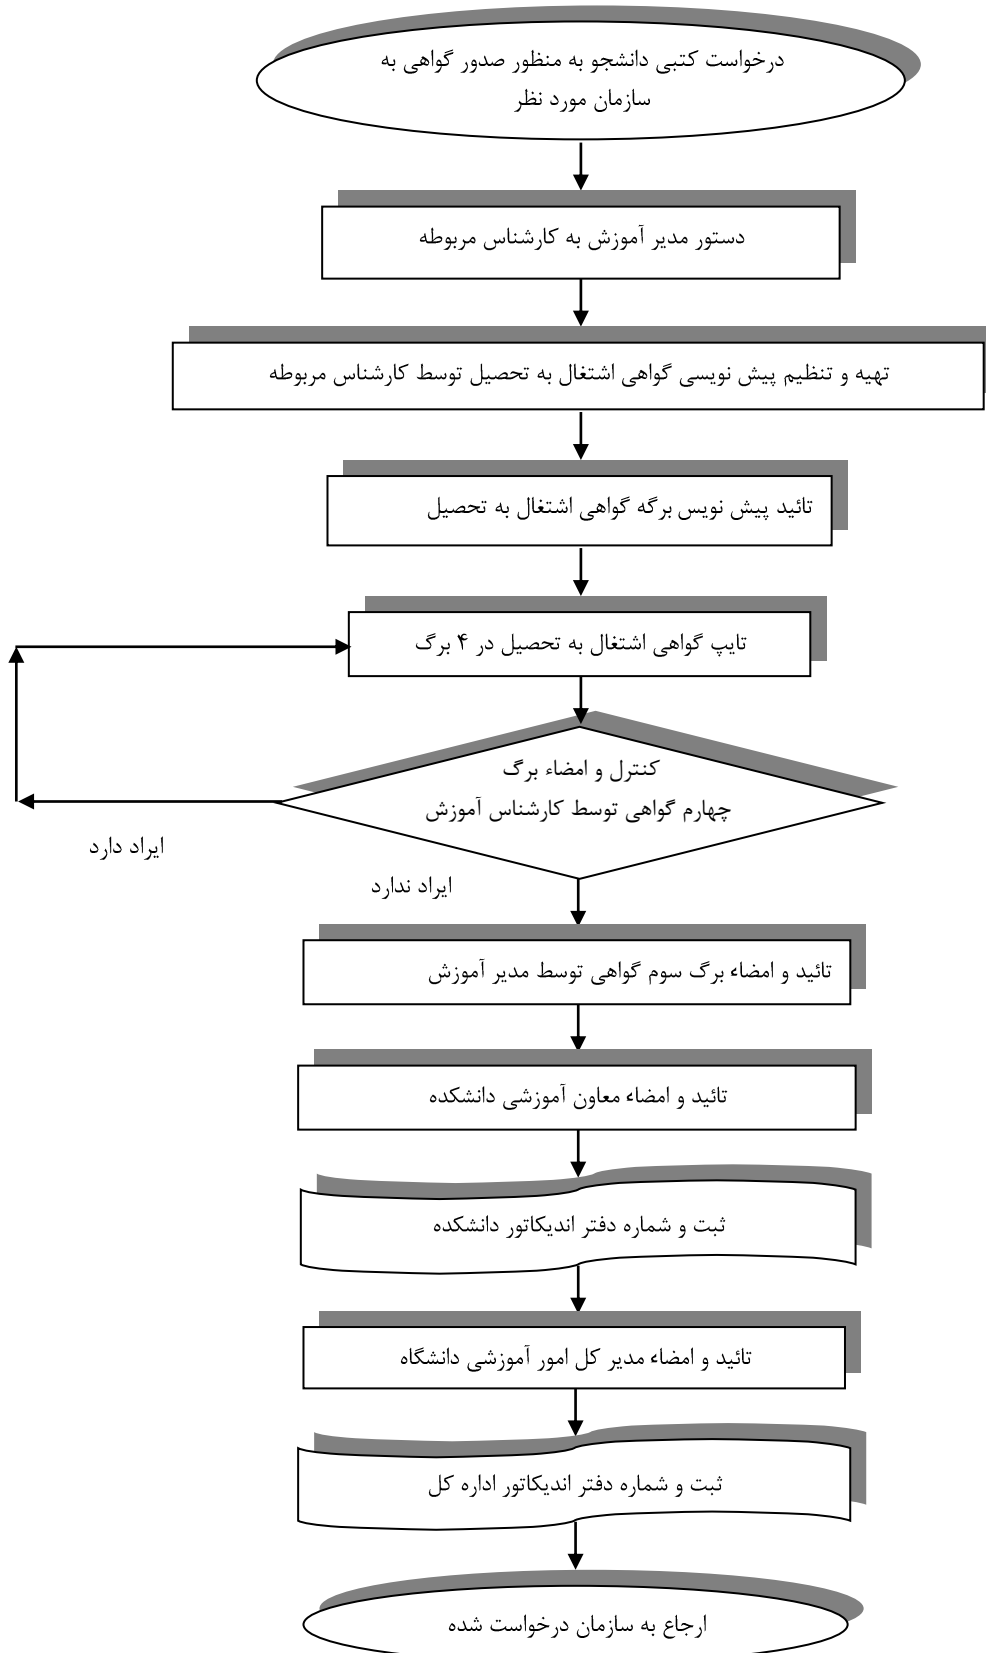 درخواست کتبی دانشجو به منظور صدور گواهی به
سازمان مورد نظر
دستور مدیر آموزش به کارشناس مربوطه
تهیه و تنظیم پیش نویسی گواهی اشتغال به تحصیل توسط کارشناس مربوطه
تائید پیش نویس برگه گواهی اشتغال به تحصیل
تایپ گواهی اشتغال به تحصیل در ۴ برگ
کنترل و امضاء برگ
چهارم گواهی توسط کارشناس آموزش
ایراد دارد
ایراد ندارد
تائید و امضاء برگ سوم گواهی توسط مدیر آموزش
تائید و امضاء معاون آموزشی دانشکده
ثبت و شماره دفتر اندیکاتور دانشکده
تائید و امضاء مدیر کل امور آموزشی دانشگاه
ثبت و شماره دفتر اندیکاتور اداره کل
ارجاع به سازمان درخواست شده